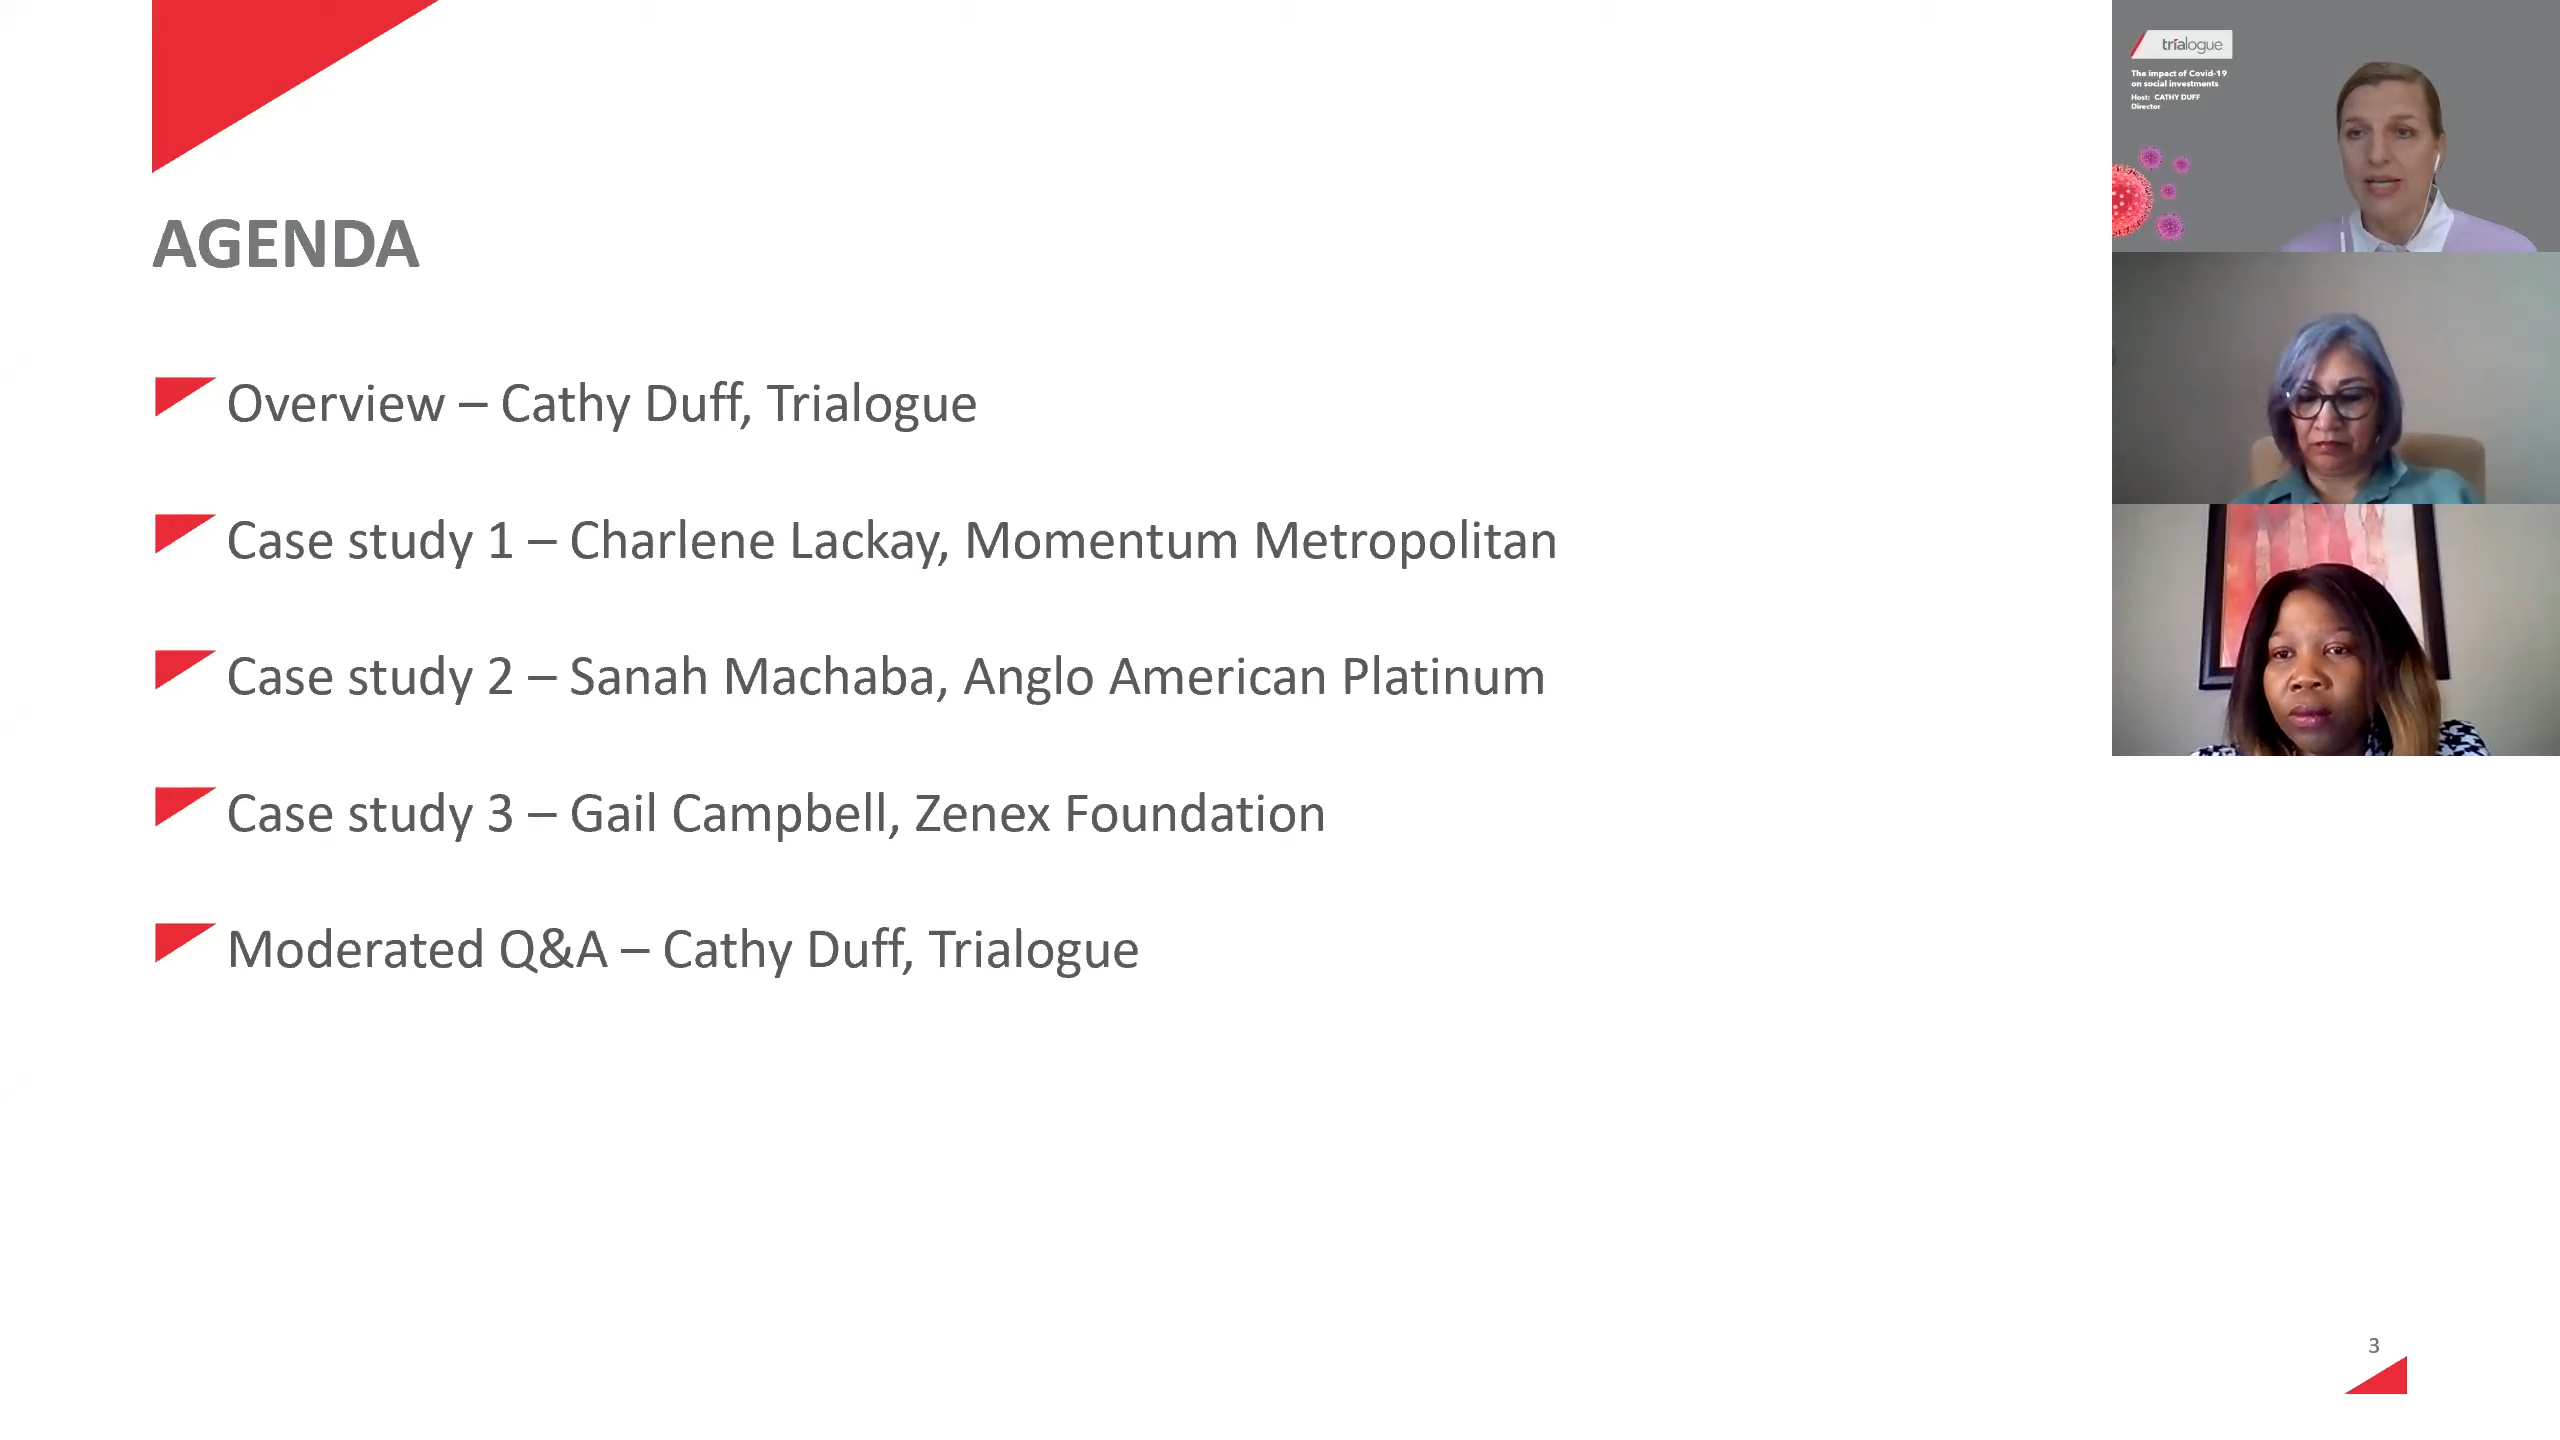 AGENDA
Overview – Cathy Duff, Trialogue
Case study 1 – Charlene Lackay, Momentum Metropolitan
Case study 2 – Sanah Machaba, Anglo American Platinum
Case study 3 – Gail Campbell, Zenex Foundation
Moderated Q&A – Cathy Duff, Trialogue
3
trialogue
The impact of Covid-19
on social investments
Host: CATHY DUFF
Director